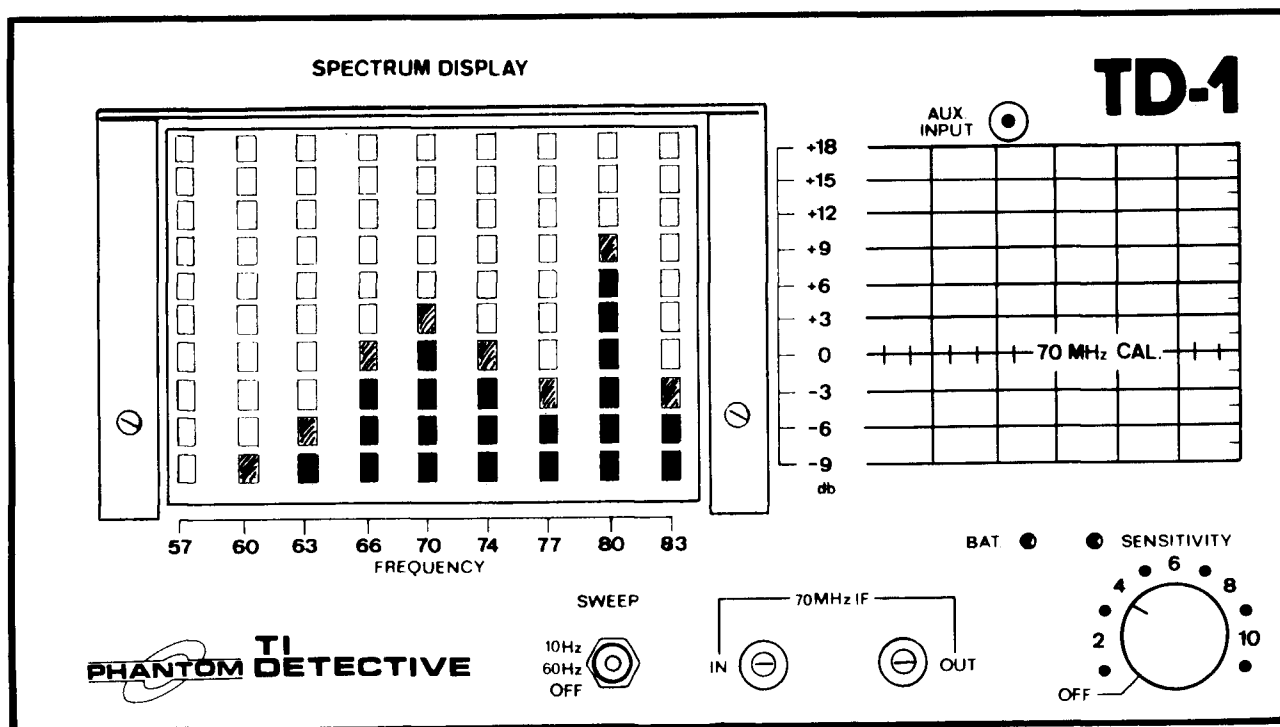 SPECTRUM DISPLAY
TD-1
AUX.
INPUT
+18
+15
+12
+9
+6
+3
0
-3
-6
-9
db
70 MHz CAL.
57 60 63 66 70 74 77 80 83
FREQUENCY
BAT. SENSITIVITY
OFF 2 4 6 8 10
SWEEP
10Hz
60Hz
OFF
70MHz IF
IN OUT
PHANTOM TI
DETECTIVE